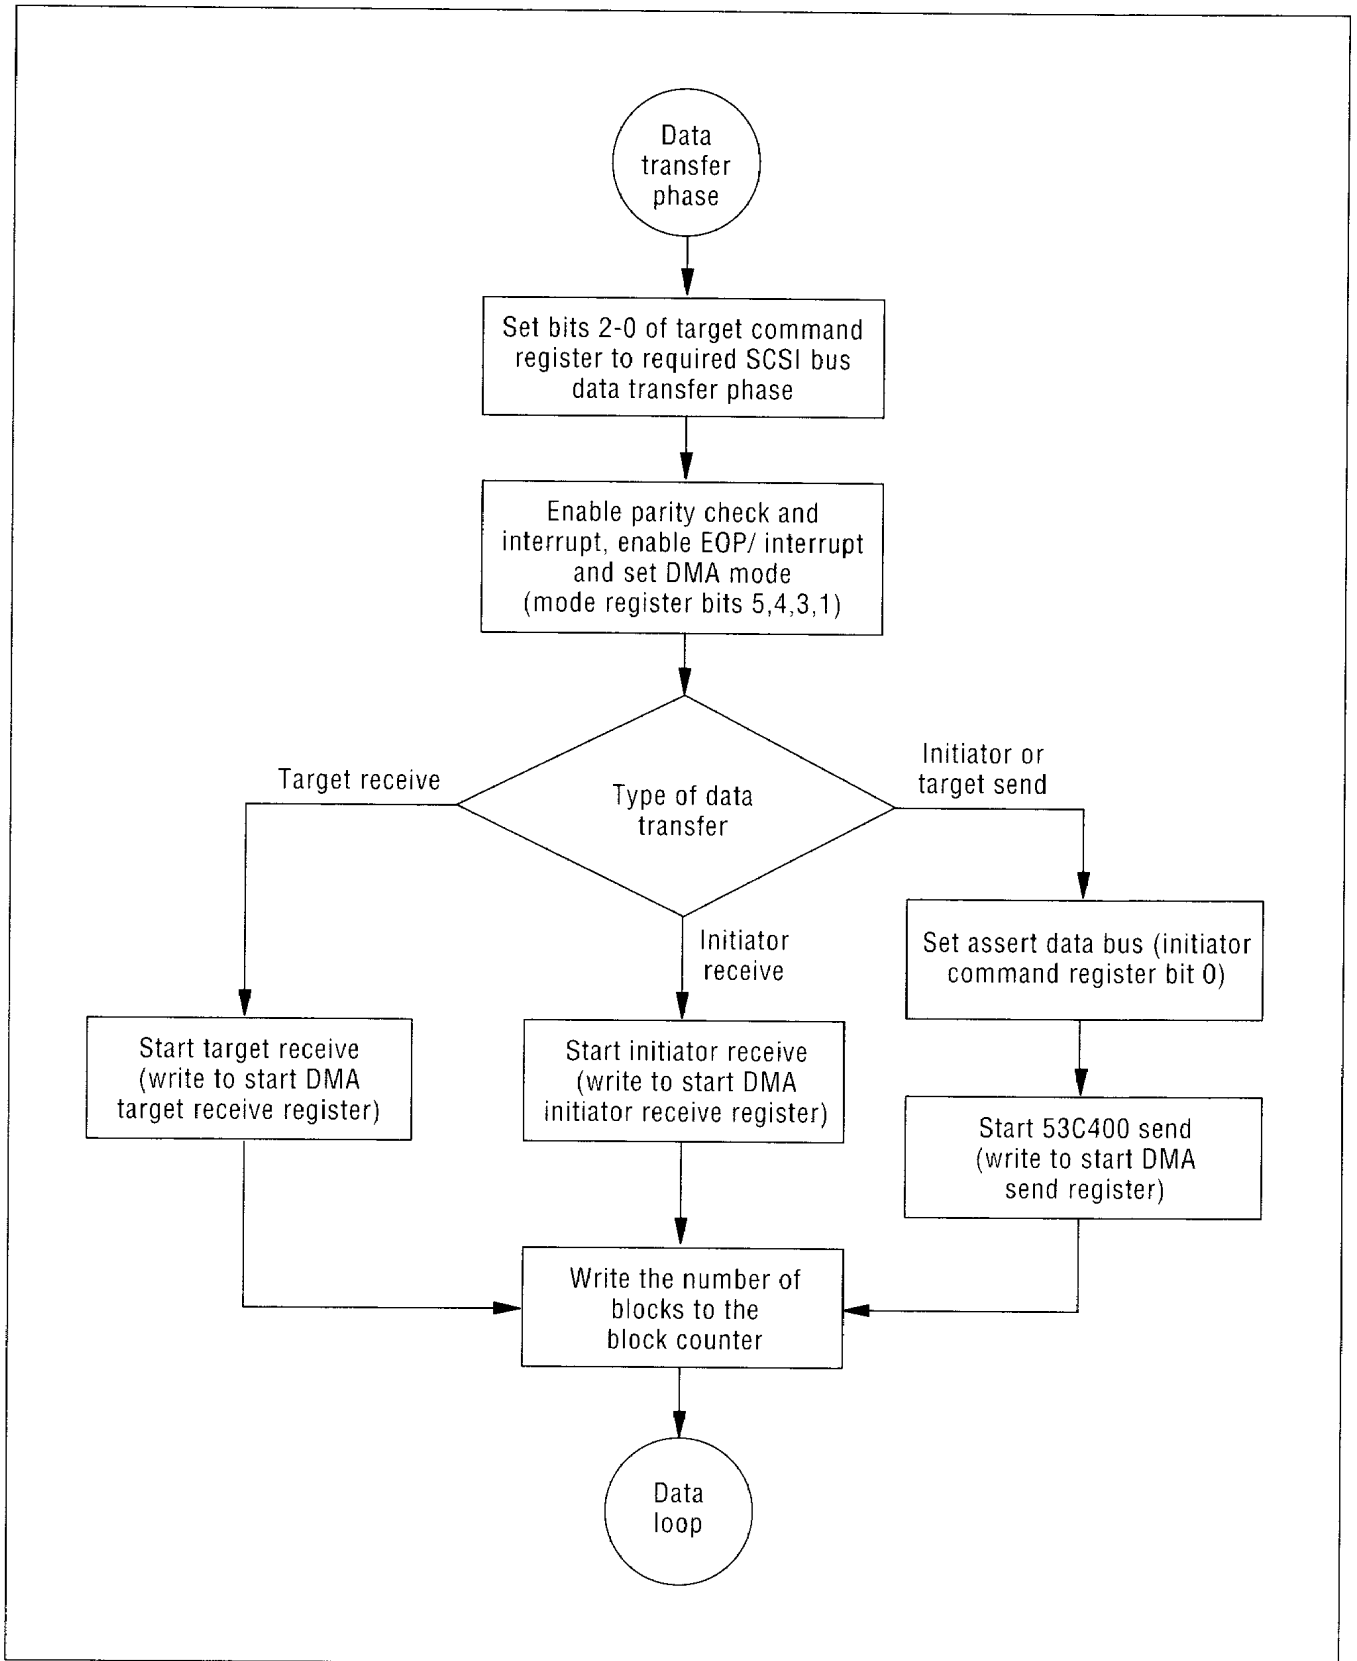 Data
transfer
phase
Set bits 2-0 of target command
register to required SCSI bus
data transfer phase
Enable parity check and
interrupt, enable EOP/ interrupt
and set DMA mode
(mode register bits 5,4,3,1)
Type of data
transfer
Target receive
Initiator
receive
Initiator or
target send
Start target receive
(write to start DMA
target receive register)
Start initiator receive
(write to start DMA
initiator receive register)
Set assert data bus (initiator
command register bit 0)
Start 53C400 send
(write to start DMA
send register)
Write the number of
blocks to the
block counter
Data
loop